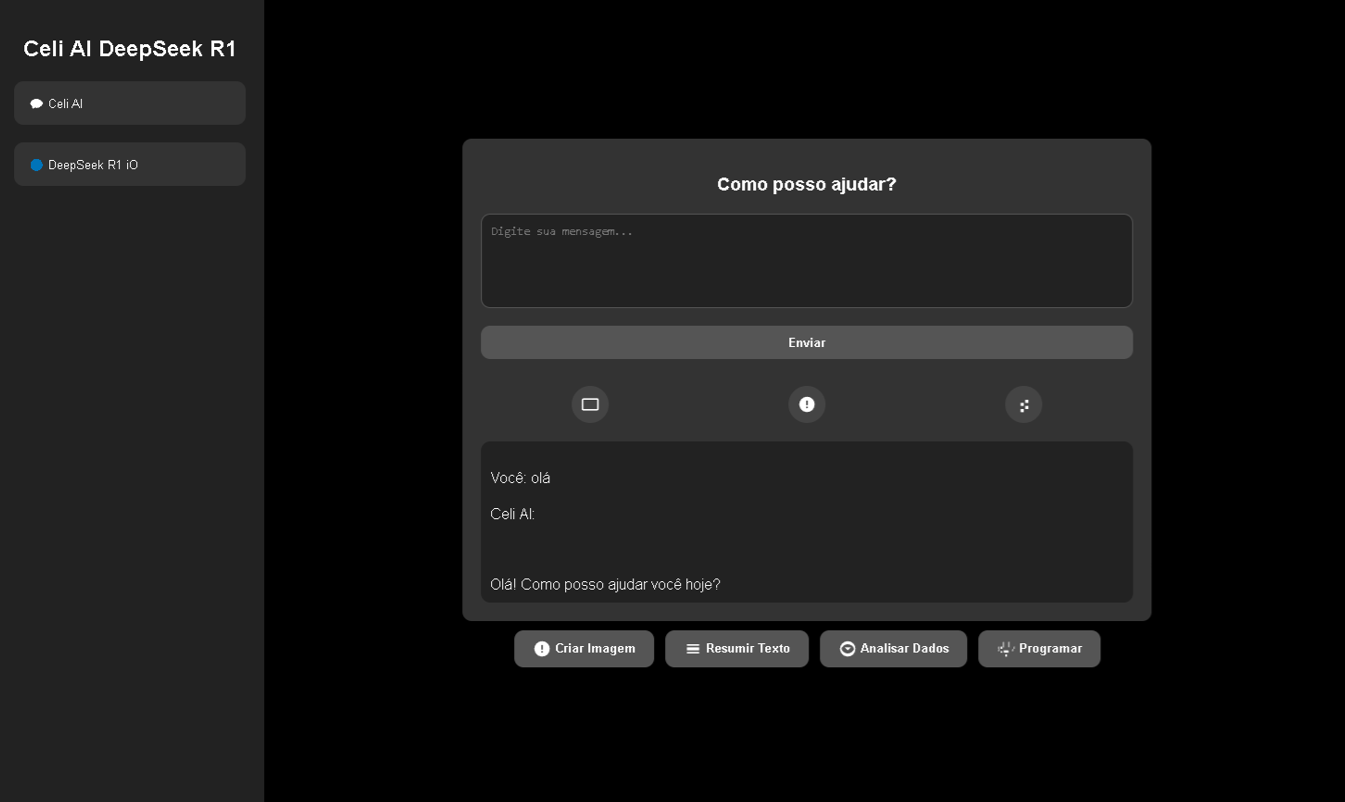 Celi AI DeepSeek R1
Celi AI
DeepSeek R1 iO
Como posso ajudar?
Digite sua mensagem...
Enviar
Você: olá
Celi AI:
Olá! Como posso ajudar você hoje?
Criar Imagem
Resumir Texto
Analisar Dados
Programar